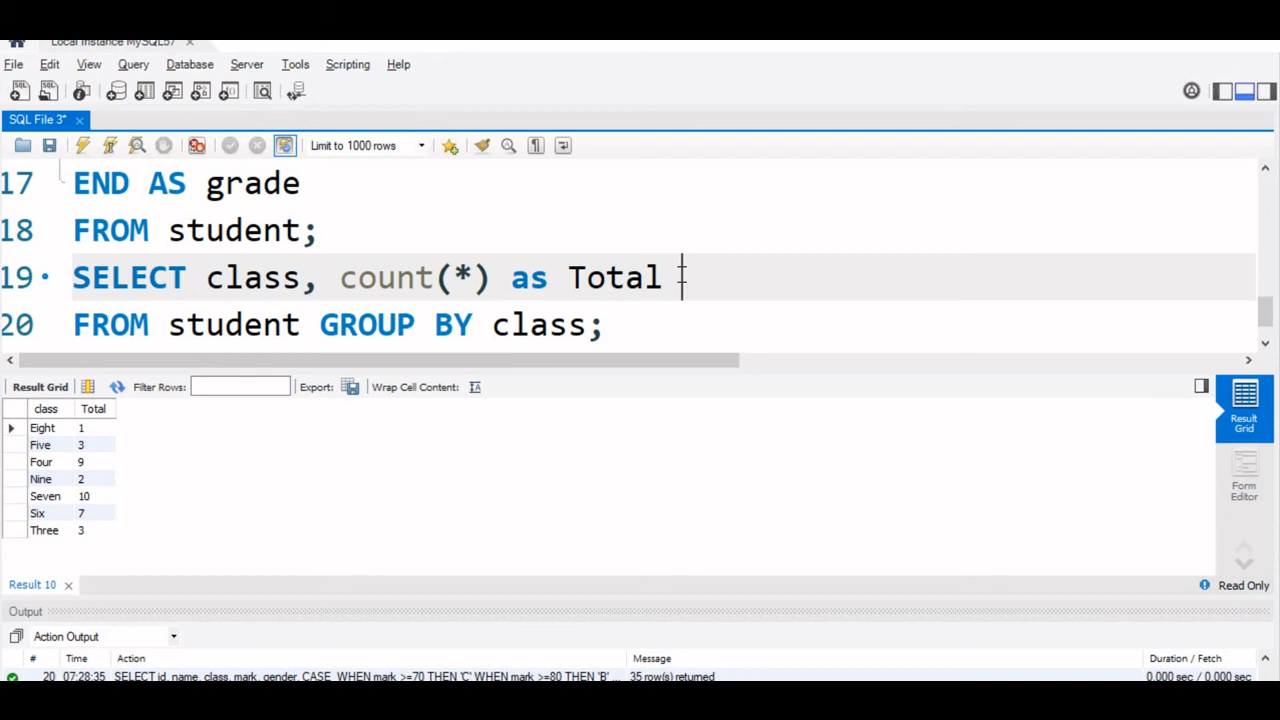 Local Instance MySQL57 ×
File Edit View Query Database Server Tools Scripting Help
SQL File 3* ×
Limit to 1000 rows
17 END AS grade
18 FROM student;
19 SELECT class, count(*) as Total
20 FROM student GROUP BY class;
Result Grid Filter Rows: Export: Wrap Cell Content:
class Total
Eight 1
Five 3
Four 9
Nine 2
Seven 10
Six 7
Three 3
Result Grid
Form Editor
Result 10 × Read Only
Output
Action Output
# Time Action Message Duration / Fetch
20 07:28:35 SELECT id, name, class, mark, gender, CASE WHEN mark >=70 THEN 'C' WHEN mark >=80 THEN 'B' ... 35 row(s) returned 0.000 sec / 0.000 sec